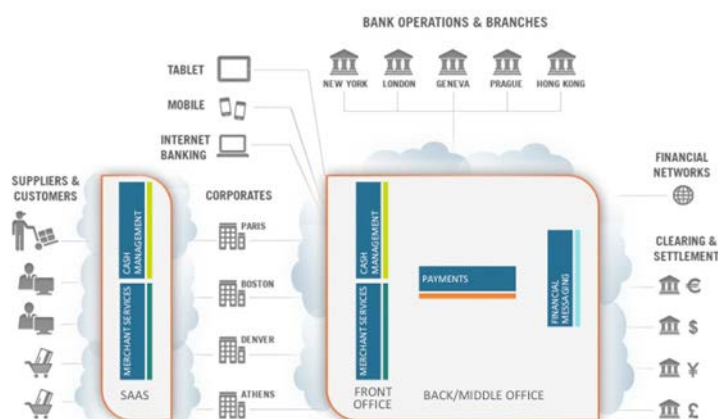 BANK OPERATIONS & BRANCHES
NEW YORK
LONDON
GENEVA
PRAGUE
HONG KONG
TABLET
MOBILE
INTERNET
BANKING
SUPPLIERS &
CUSTOMERS
CORPORATES
FINANCIAL
NETWORKS
CLEARING &
SETTLEMENT
CASH
MANAGEMENT
MERCHANT SERVICES
SAAS
PARIS
BOSTON
DENVER
ATHENS
CASH
MANAGEMENT
MERCHANT SERVICES
FRONT
OFFICE
PAYMENTS
FINANCIAL
MESSAGING
BACK/MIDDLE OFFICE
€
$
¥
£